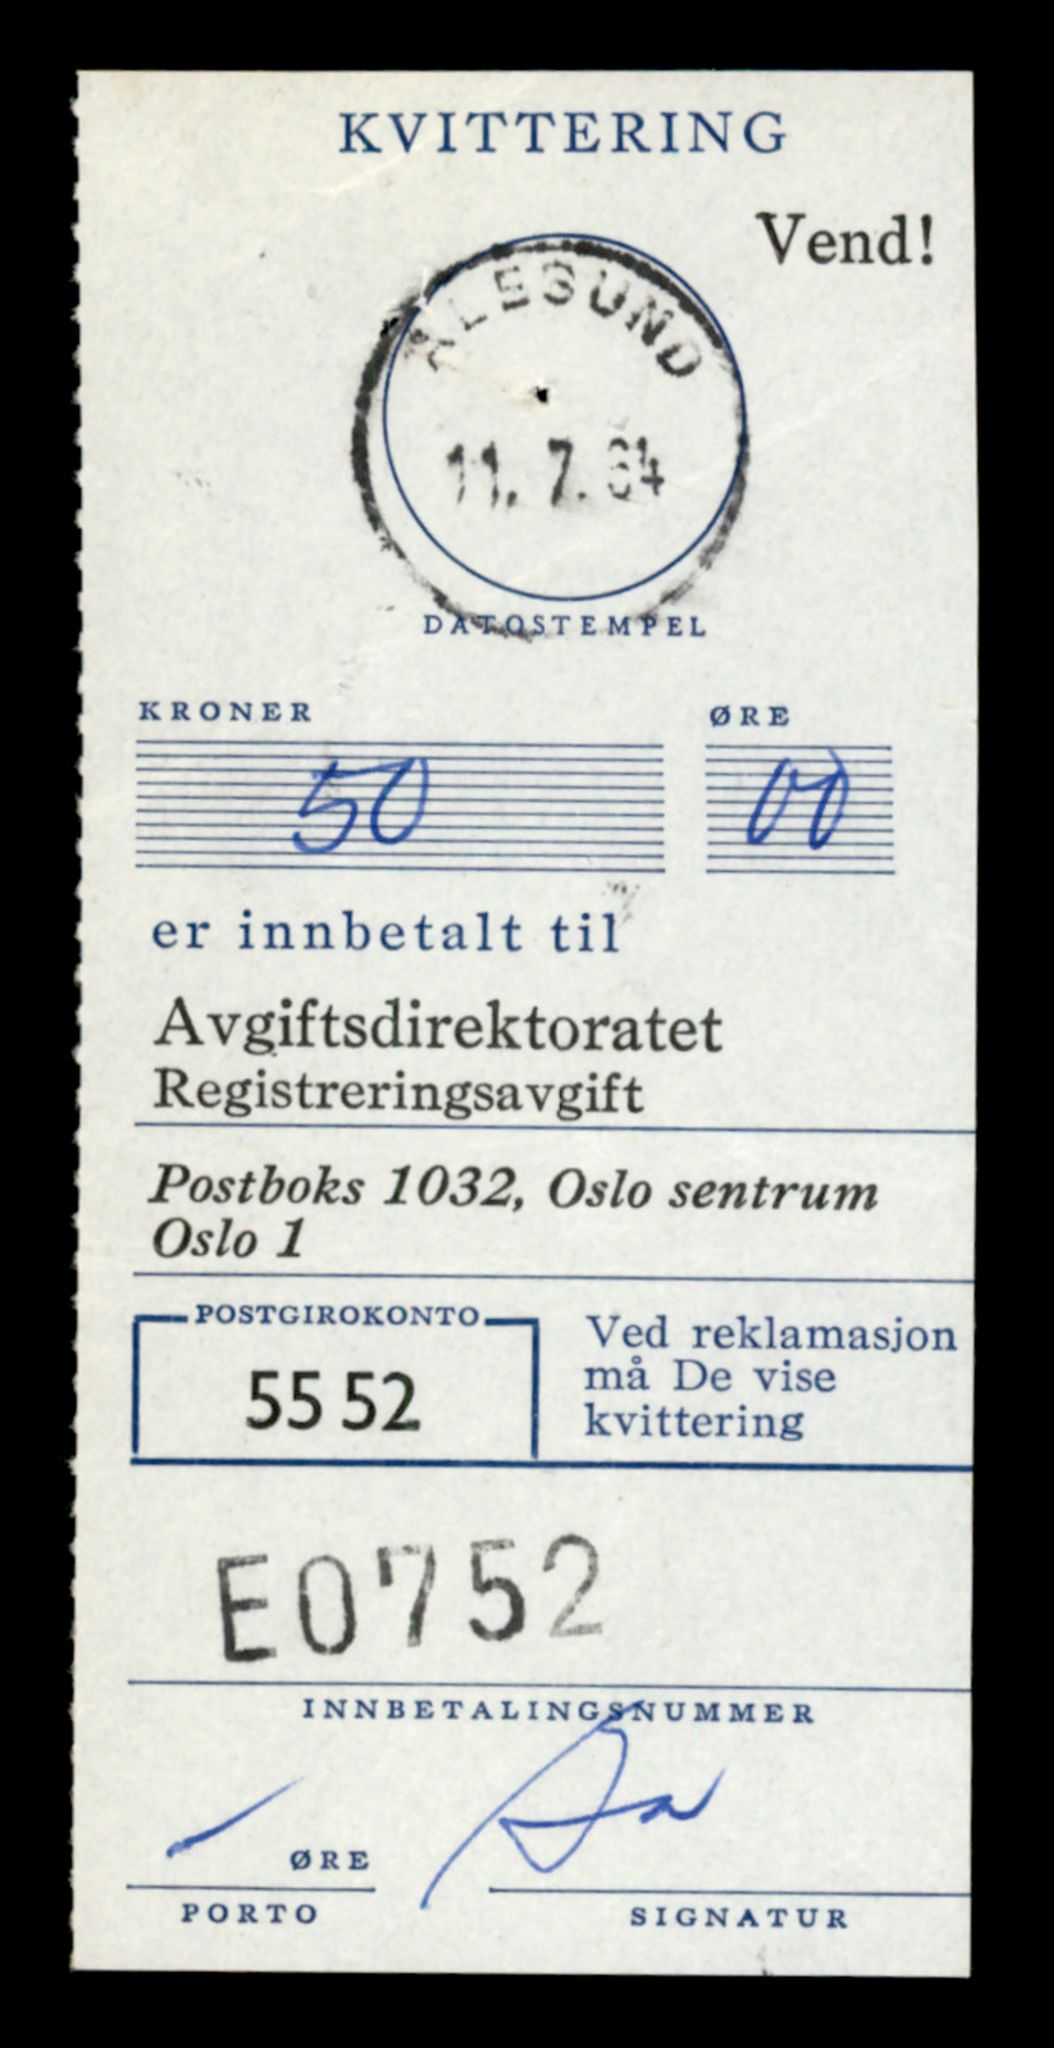 KVITTERING
Vend!
ÅLESUND
11. 7. 64
DATOSTEMPEL
KRONER
ØRE
50
00
er innbetalt til
Avgiftsdirektoratet
Registreringsavgift
Postboks 1032, Oslo sentrum
Oslo 1
POSTGIROKONTO
55 52
Ved reklamasjon
må De vise
kvittering
E0752
INNBETALINGSNUMMER
ØRE
PORTO
SIGNATUR